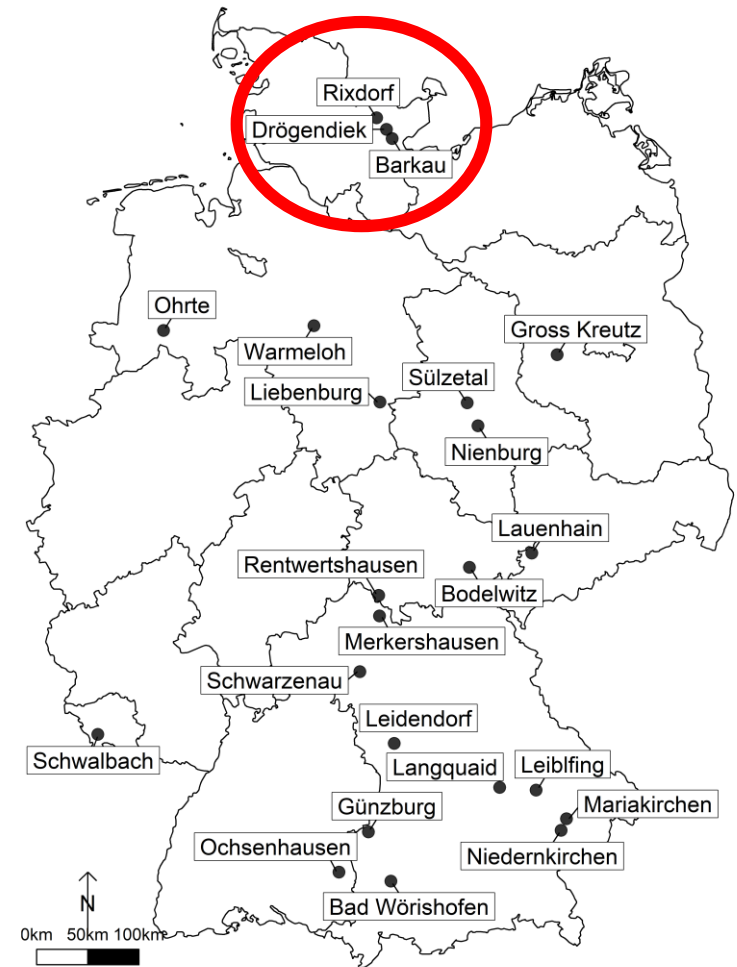 Rixdorf
Drögendiek
Barkau
Ohrte
Warmeloh
Gross Kreutz
Liebenburg
Sülzetal
Nienburg
Lauenhain
Rentwertshausen
Bodelwitz
Merkershausen
Schwarzenau
Leidendorf
Schwalbach
Langquaid
Leiblfing
Günzburg
Mariakirchen
Ochsenhausen
Niedernkirchen
Bad Wörishofen
N
0km 50km 100km